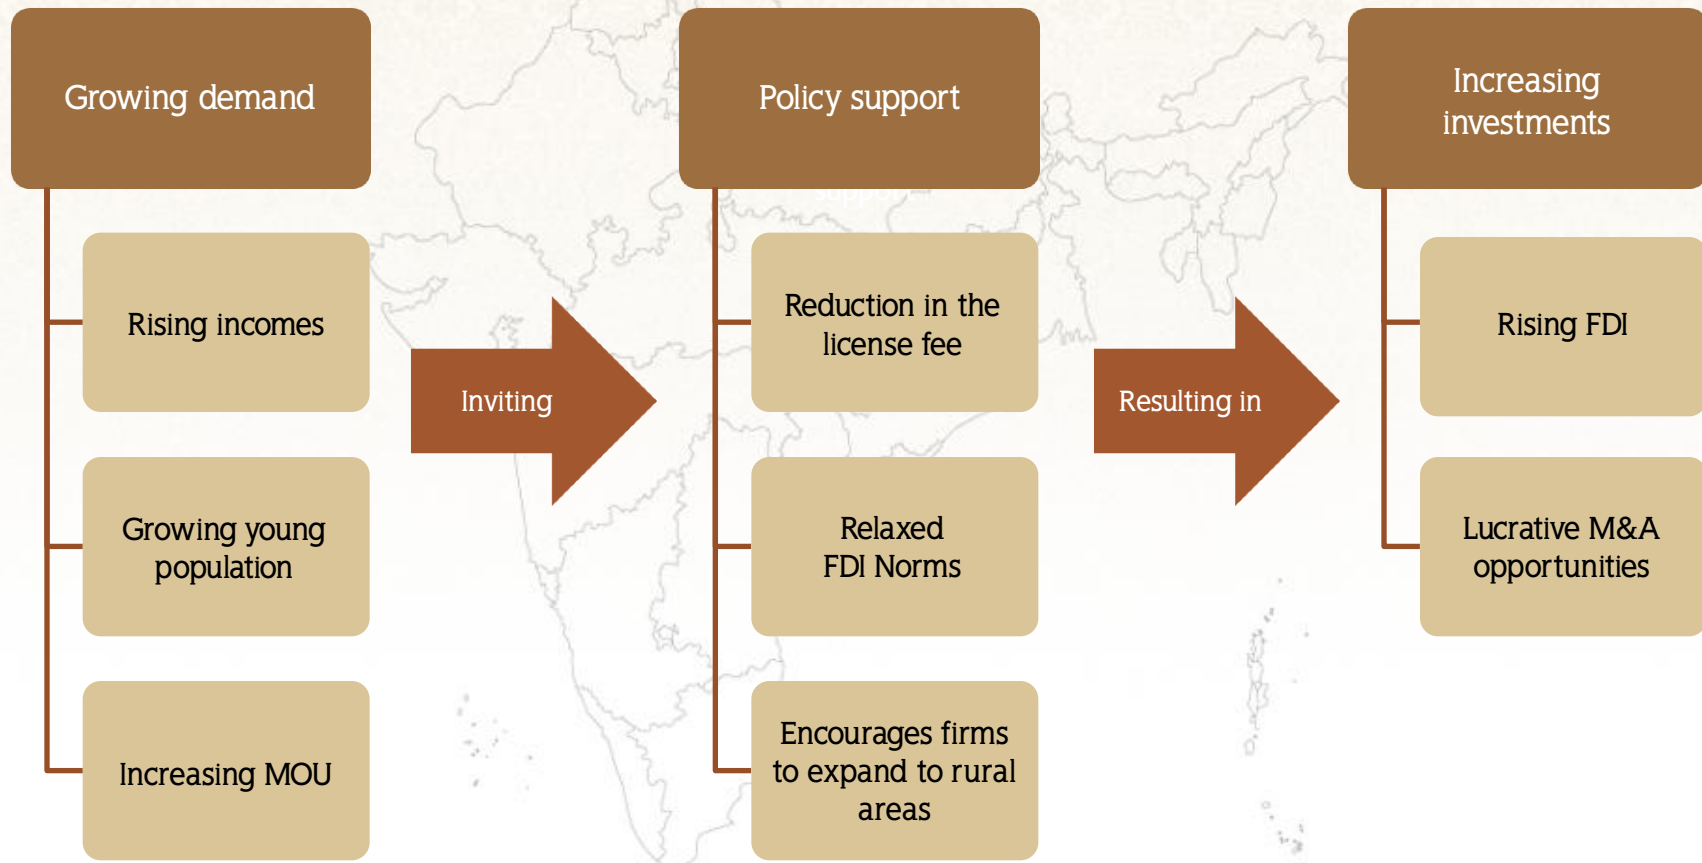 Growing demand
Rising incomes
Growing young
population
Increasing MOU
Inviting
Policy support
support
Reduction in the
license fee
Relaxed
FDI Norms
Encourages firms
to expand to rural
areas
Resulting in
Increasing
investments
Rising FDI
Lucrative M&A
opportunities